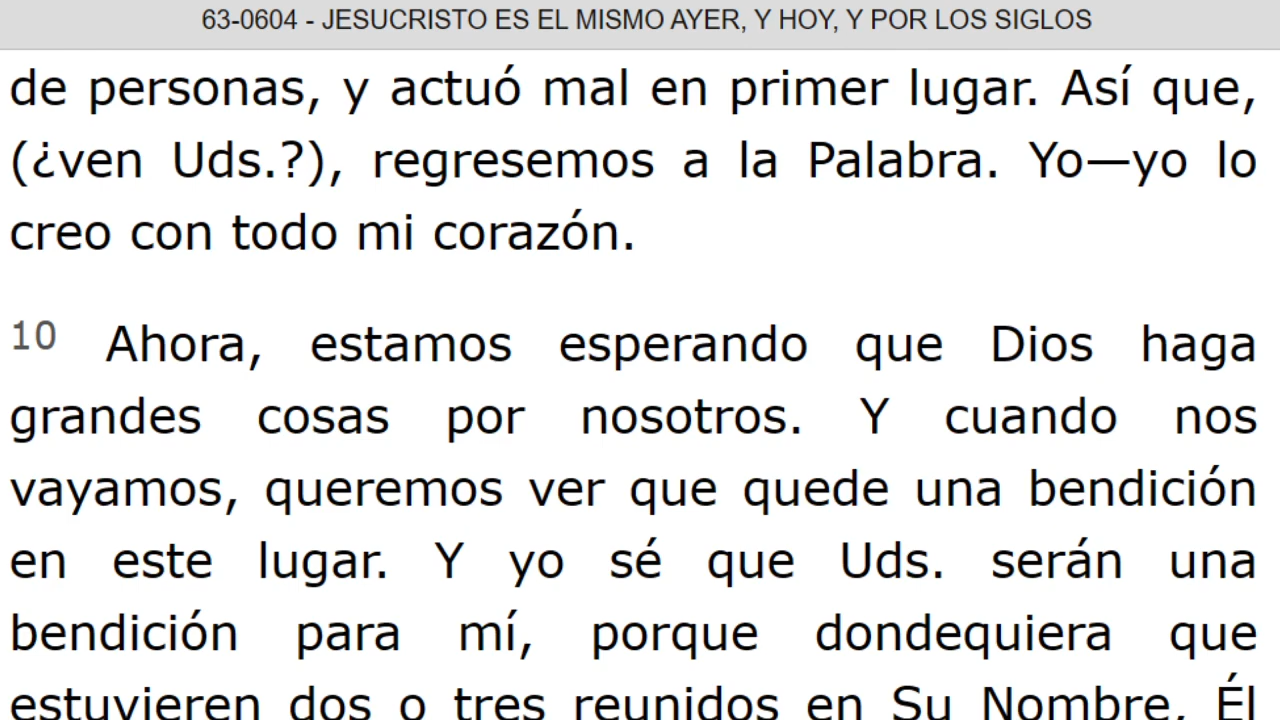 63-0604 - JESUCRISTO ES EL MISMO AYER, Y HOY, Y POR LOS SIGLOS
de personas, y actuó mal en primer lugar. Así que,
(¿ven Uds.?), regresemos a la Palabra. Yo—yo lo
creo con todo mi corazón.
10 Ahora, estamos esperando que Dios haga
grandes cosas por nosotros. Y cuando nos
vayamos, queremos ver que quede una bendición
en este lugar. Y yo sé que Uds. serán una
bendición para mí, porque dondequiera que
estuvieren dos o tres reunidos en Su Nombre, Él